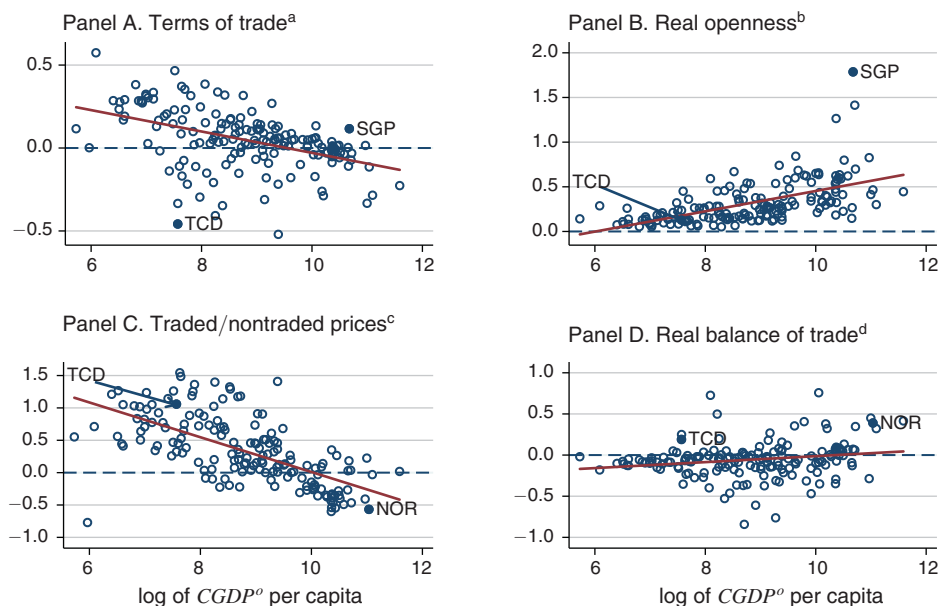 Panel A. Terms of tradeᵃ
0.5
0.0
−0.5
SGP
TCD
6 8 10 12
Panel B. Real opennessᵇ
2.0
1.5
1.0
0.5
0.0
SGP
TCD
6 8 10 12
Panel C. Traded/nontraded pricesᶜ
1.5
1.0
0.5
0.0
−0.5
−1.0
TCD
NOR
6 8 10 12
log of CGDPᵒ per capita
Panel D. Real balance of tradeᵈ
1.0
0.5
0.0
−0.5
−1.0
TCD
NOR
6 8 10 12
log of CGDPᵒ per capita